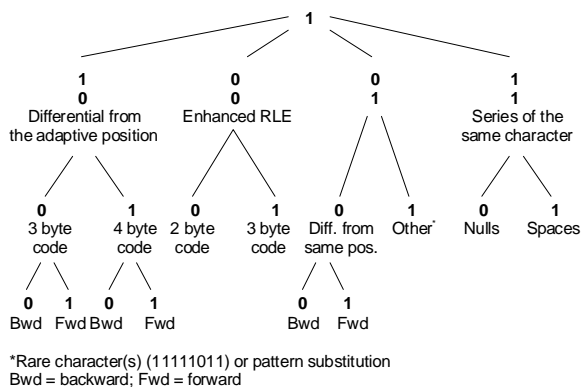 1
1 0 0 1
0 0 1 1
Differential from Enhanced RLE Series of the
the adaptive position same character
0 1 0 1 0 1 0 1
3 byte 4 byte 2 byte 3 byte Diff. from Other* Nulls Spaces
code code code code same pos.
0 1 0 1 0 1
Bwd Fwd Bwd Fwd Bwd Fwd
*Rare character(s) (11111011) or pattern substitution
Bwd = backward; Fwd = forward